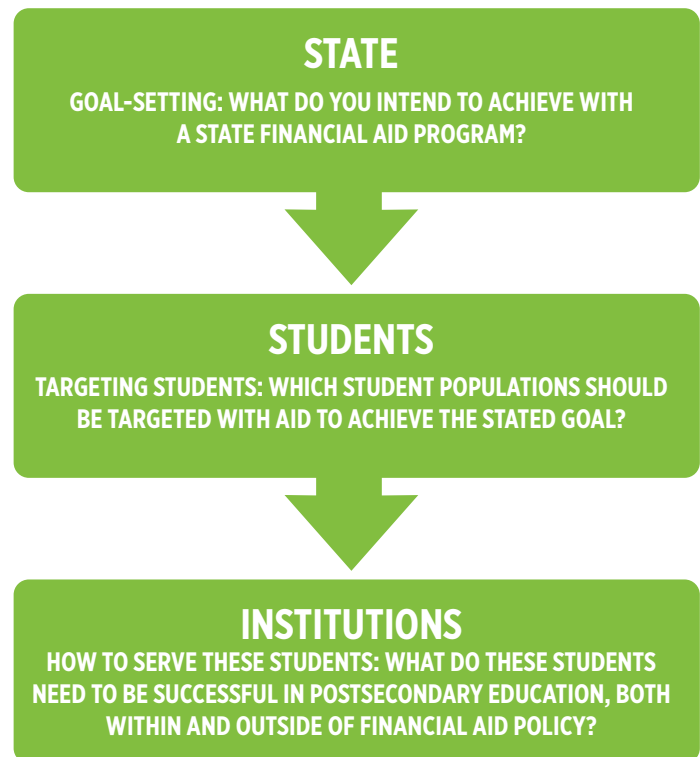 STATE
GOAL-SETTING: WHAT DO YOU INTEND TO ACHIEVE WITH
A STATE FINANCIAL AID PROGRAM?
STUDENTS
TARGETING STUDENTS: WHICH STUDENT POPULATIONS SHOULD
BE TARGETED WITH AID TO ACHIEVE THE STATED GOAL?
INSTITUTIONS
HOW TO SERVE THESE STUDENTS: WHAT DO THESE STUDENTS
NEED TO BE SUCCESSFUL IN POSTSECONDARY EDUCATION, BOTH
WITHIN AND OUTSIDE OF FINANCIAL AID POLICY?